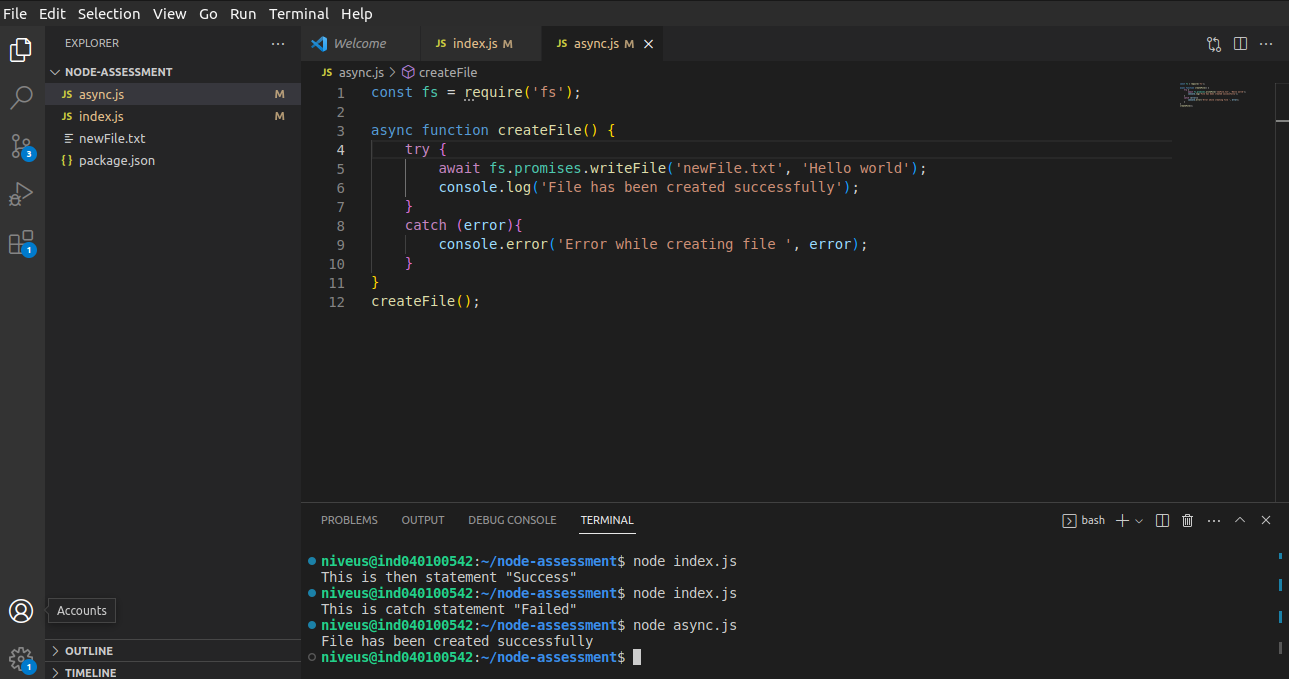 File Edit Selection View Go Run Terminal Help
EXPLORER ...
Welcome
JS index.js M
JS async.js M
NODE-ASSESSMENT
JS async.js M
JS index.js M
newFile.txt
{} package.json
3
1
JS async.js > createFile
1 const fs = require('fs');
2
3 async function createFile() {
4 try {
5 await fs.promises.writeFile('newFile.txt', 'Hello world');
6 console.log('File has been created successfully');
7 }
8 catch (error){
9 console.error('Error while creating file ', error);
10 }
11 }
12 createFile();
PROBLEMS OUTPUT DEBUG CONSOLE TERMINAL
bash
niveus@ind040100542:~/node-assessment$ node index.js
This is then statement "Success"
niveus@ind040100542:~/node-assessment$ node index.js
This is catch statement "Failed"
niveus@ind040100542:~/node-assessment$ node async.js
File has been created successfully
niveus@ind040100542:~/node-assessment$
Accounts
1
OUTLINE
TIMELINE